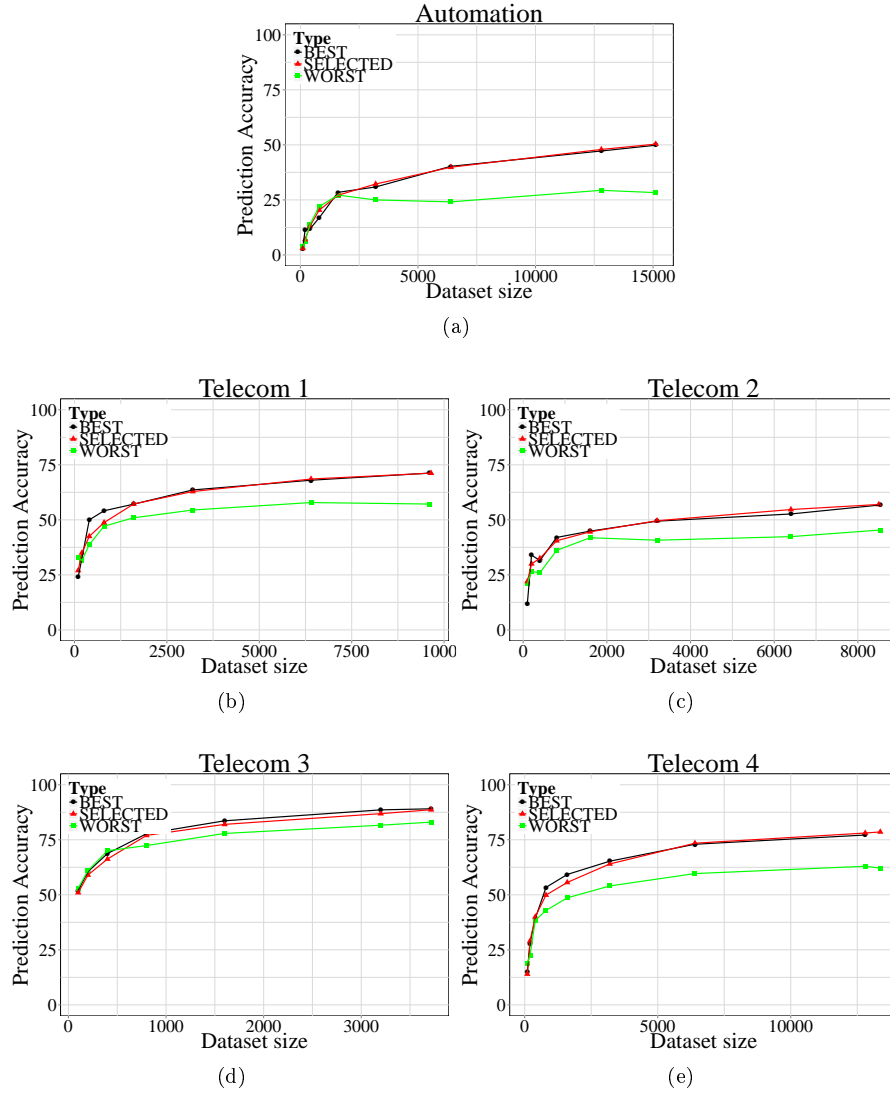 Automation
Prediction Accuracy
100
75
50
25
0
Type
BEST
SELECTED
WORST
0 5000 10000 15000
Dataset size
(a)
Telecom 1
Prediction Accuracy
100
75
50
25
0
Type
BEST
SELECTED
WORST
0 2500 5000 7500 1000
Dataset size
(b)
Telecom 2
Prediction Accuracy
100
75
50
25
0
Type
BEST
SELECTED
WORST
0 2000 4000 6000 8000
Dataset size
(c)
Telecom 3
Prediction Accuracy
100
75
50
25
0
Type
BEST
SELECTED
WORST
0 1000 2000 3000
Dataset size
(d)
Telecom 4
Prediction Accuracy
100
75
50
25
0
Type
BEST
SELECTED
WORST
0 5000 10000
Dataset size
(e)